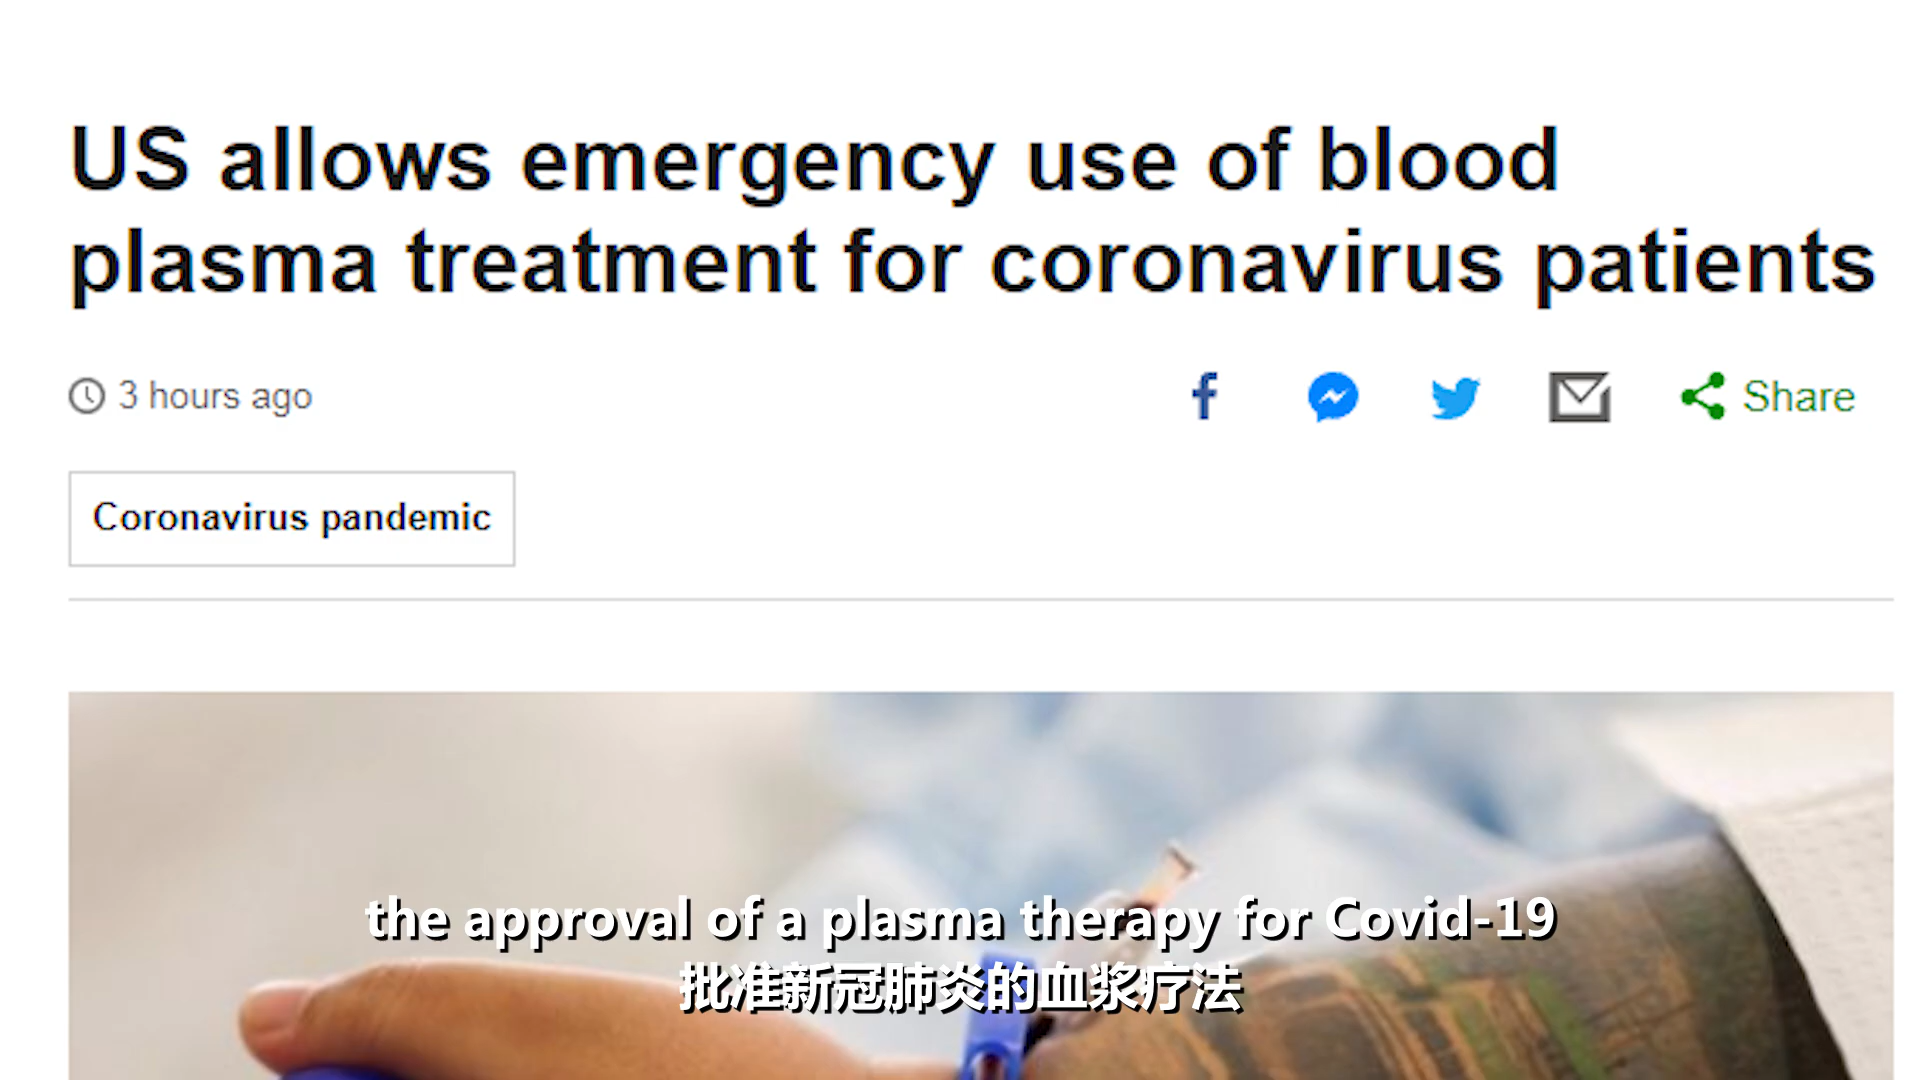 US allows emergency use of blood
plasma treatment for coronavirus patients
3 hours ago
Share
Coronavirus pandemic
the approval of a plasma therapy for Covid-19
批准新冠肺炎的血浆疗法